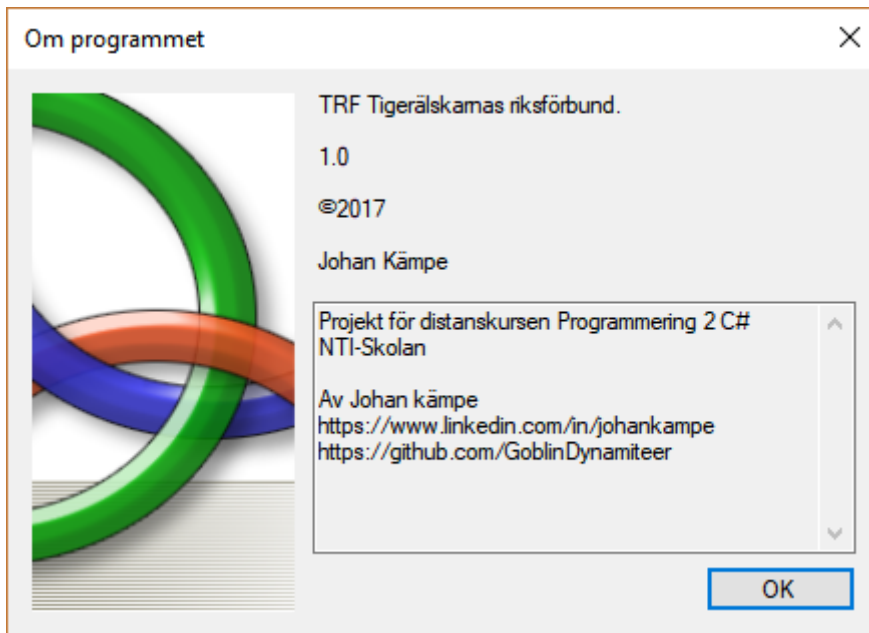 Om programmet
TRF Tigerälskarnas riksförbund.
1.0
©2017
Johan Kämpe
Projekt för distanskursen Programmering 2 C#
NTI-Skolan
Av Johan kämpe
https://www.linkedin.com/in/johankampe
https://github.com/GoblinDynamiteer
OK